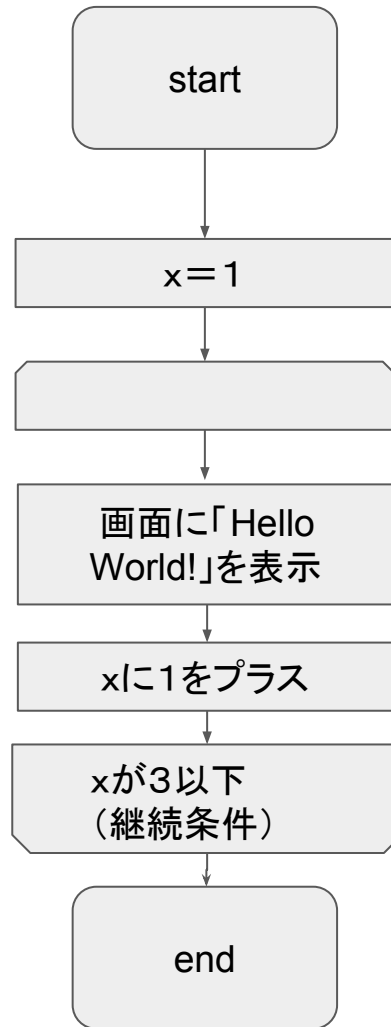 start
x＝１
画面に「Hello
World!」を表示
xに１をプラス
xが３以下
（継続条件）
end